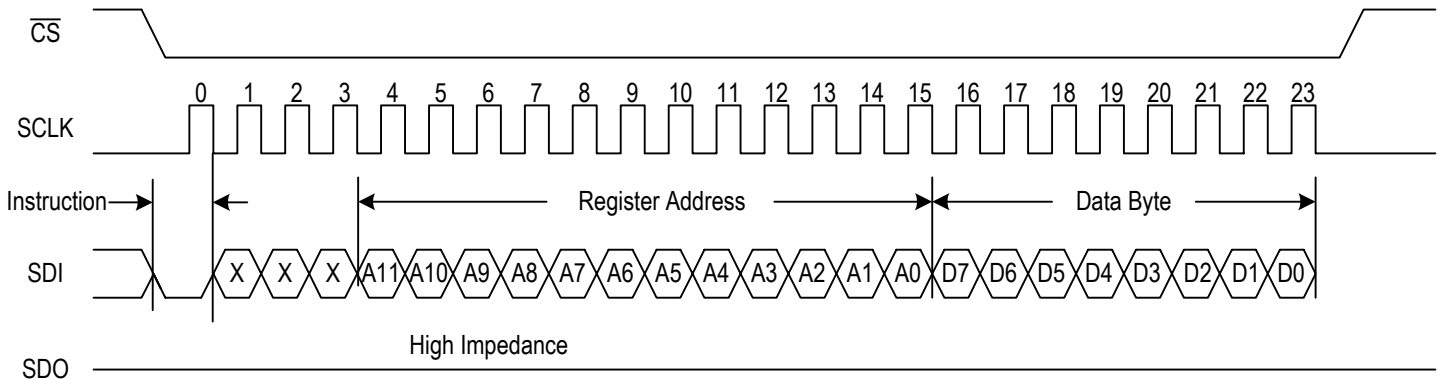 CS
0 1 2 3 4 5 6 7 8 9 10 11 12 13 14 15 16 17 18 19 20 21 22 23
SCLK
Instruction Register Address Data Byte
SDI X X X A11 A10 A9 A8 A7 A6 A5 A4 A3 A2 A1 A0 D7 D6 D5 D4 D3 D2 D1 D0
High Impedance
SDO